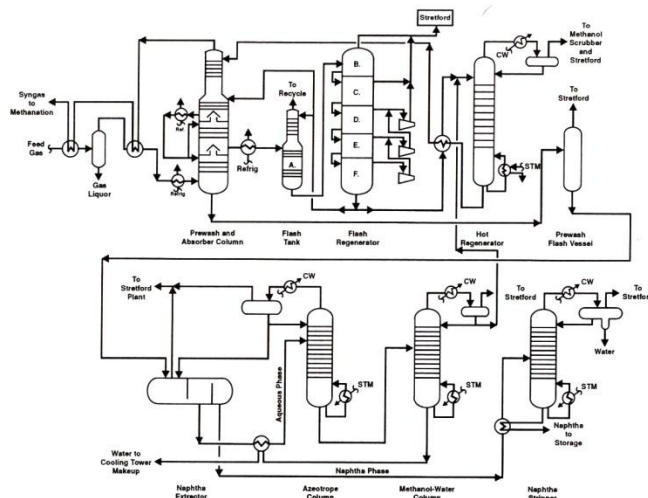 Stretford
To
Methanol
Scrubber
and
Stretford
CW
B.
C.
D.
E.
F.
A.
To
Recycle
To
Stretford
Syngas
to
Methanation
Feed
Gas
Gas
Liquor
Ref.
Refrig
Refrig
STM
Prewash and
Absorber Column
Flash
Tank
Flash
Regenerator
Hot
Regenerator
Prewash
Flash Vessel
To
Stretford
Plant
CW
CW
To
Stretford
CW
To
Stretford
Water
Aqueous Phase
STM
STM
STM
Naphtha
to
Storage
Water to
Cooling Tower
Makeup
Naphtha Phase
Naphtha
Extractor
Azeotrope
Column
Methanol-Water
Column
Naphtha
Stripper